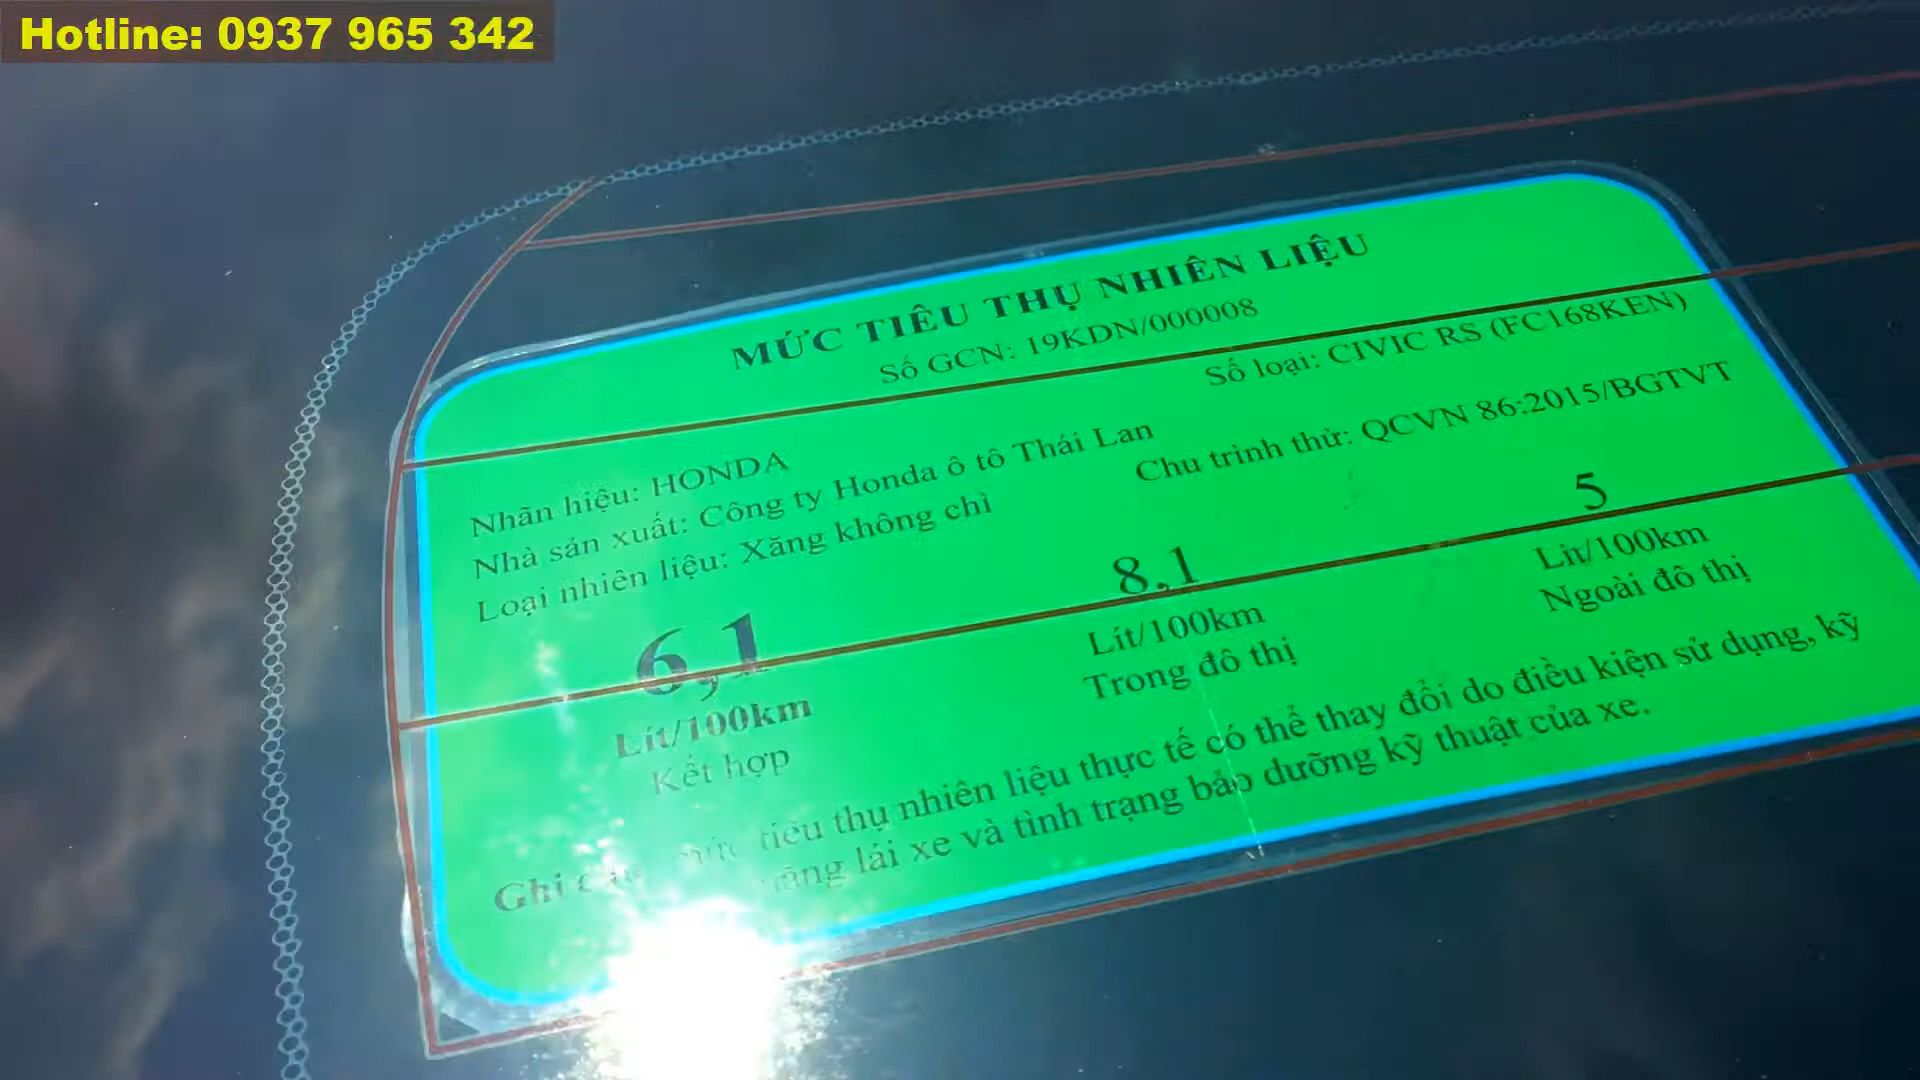 Hotline: 0937 965 342
MỨC TIÊU THỤ NHIÊN LIỆU
Số GCN: 19KDN/000008
Nhãn hiệu: HONDA
Số loại: CIVIC RS (FC168KEN)
Nhà sản xuất: Công ty Honda ô tô Thái Lan
Chu trình thử: QCVN 86:2015/BGTVT
Loại nhiên liệu: Xăng không chì
6,1
8,1
5
Lít/100km
Lít/100km
Lít/100km
Kết hợp
Trong đô thị
Ngoài đô thị
Ghi tiêu thụ nhiên liệu thực tế có thể thay đổi do điều kiện sử dụng, kỹ
lái xe và tình trạng bảo dưỡng kỹ thuật của xe.